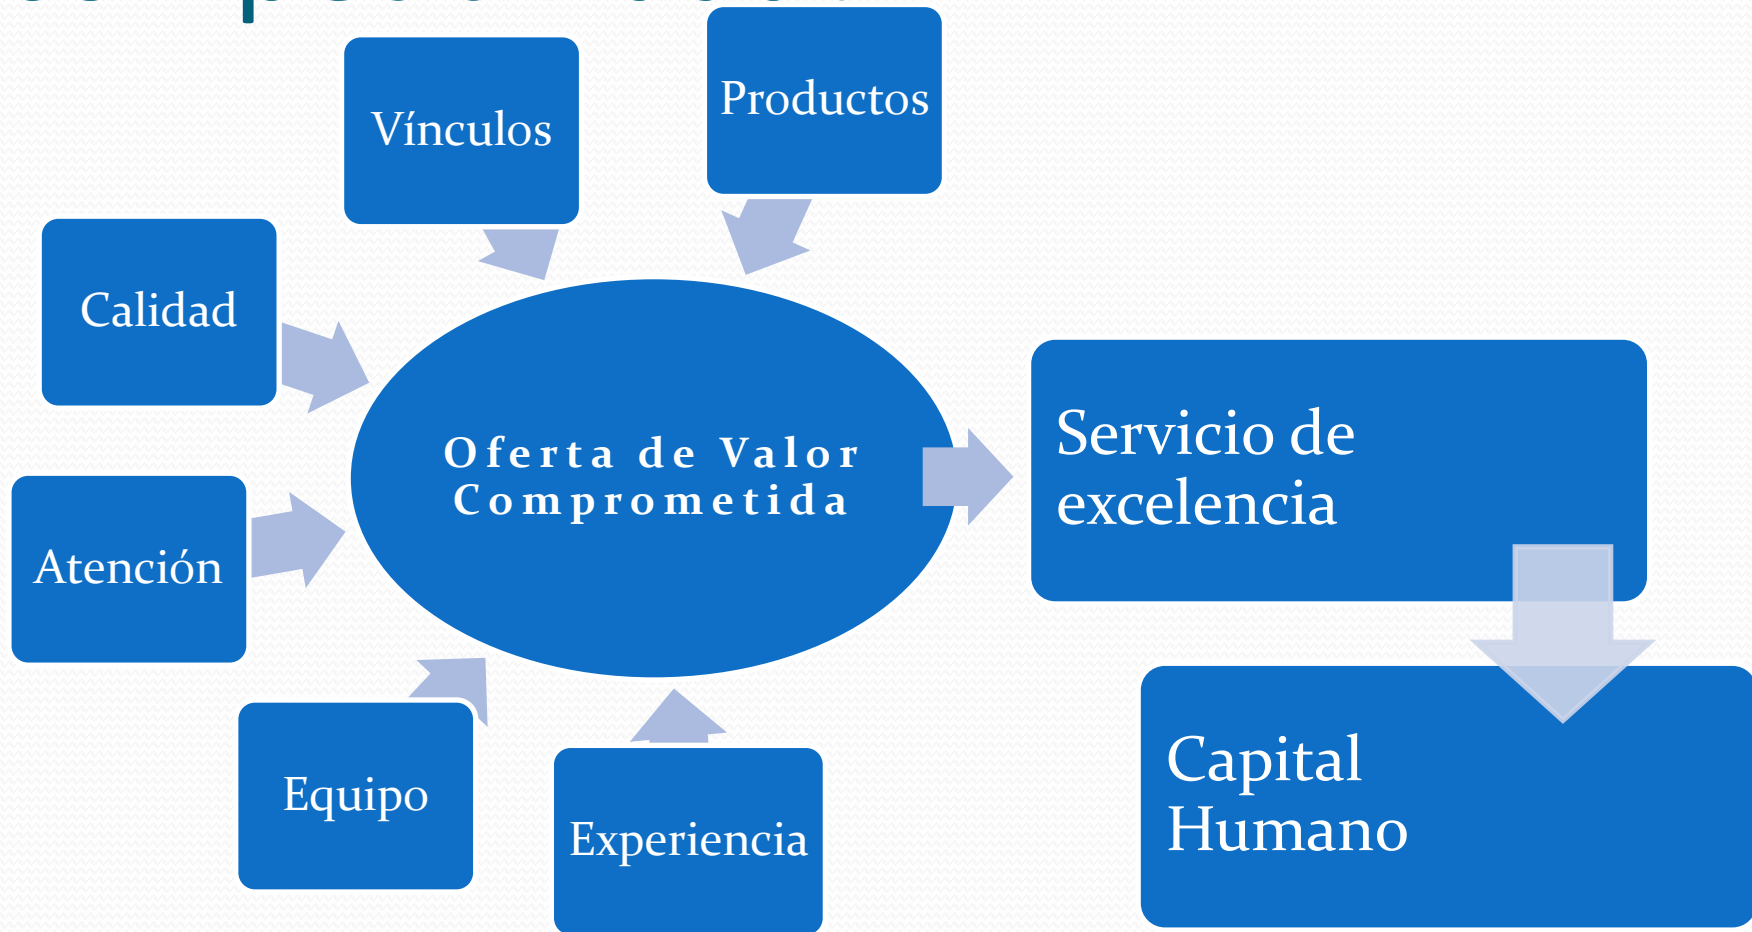 Vínculos
Productos
Calidad
Atención
Equipo
Experiencia
Oferta de Valor
Comprometida
Servicio de
excelencia
Capital
Humano